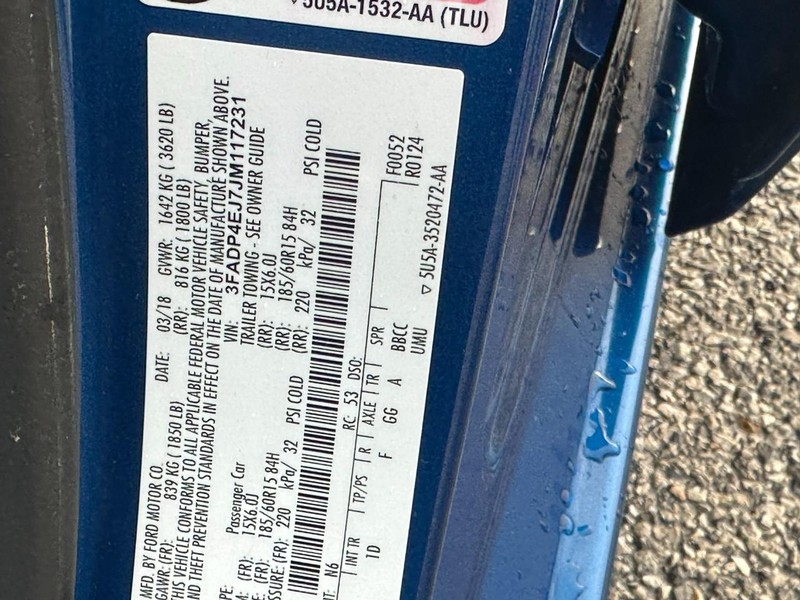 5U5A-1532-AA (TLU)
MFD. BY FORD MOTOR CO.
DATE: 03/18 GVWR: 1642 KG ( 3620 LB)
GAWR: (FR): 839 KG ( 1850 LB) (RR): 816 KG ( 1800 LB)
THIS VEHICLE CONFORMS TO ALL APPLICABLE FEDERAL MOTOR VEHICLE SAFETY, BUMPER,
AND THEFT PREVENTION STANDARDS IN EFFECT ON THE DATE OF MANUFACTURE SHOWN ABOVE.
VIN: 3FADP4EJ7JM117231
PE: Passenger Car TRAILER TOWING - SEE OWNER GUIDE
M: (FR): 15X6.0J (RR): 15X6.0J
E: (FR): 185/60R15 84H (RR): 185/60R15 84H
SSURE: (FR): 220 kPa/ 32 PSI COLD (RR): 220 kPa/ 32 PSI COLD
T: N6 RC: 53 DSO: F0052
INT TR TP/PS R AXLE TR SPR R0124
1D F GG A BBCC
UMU 5U5A-3520472-AA